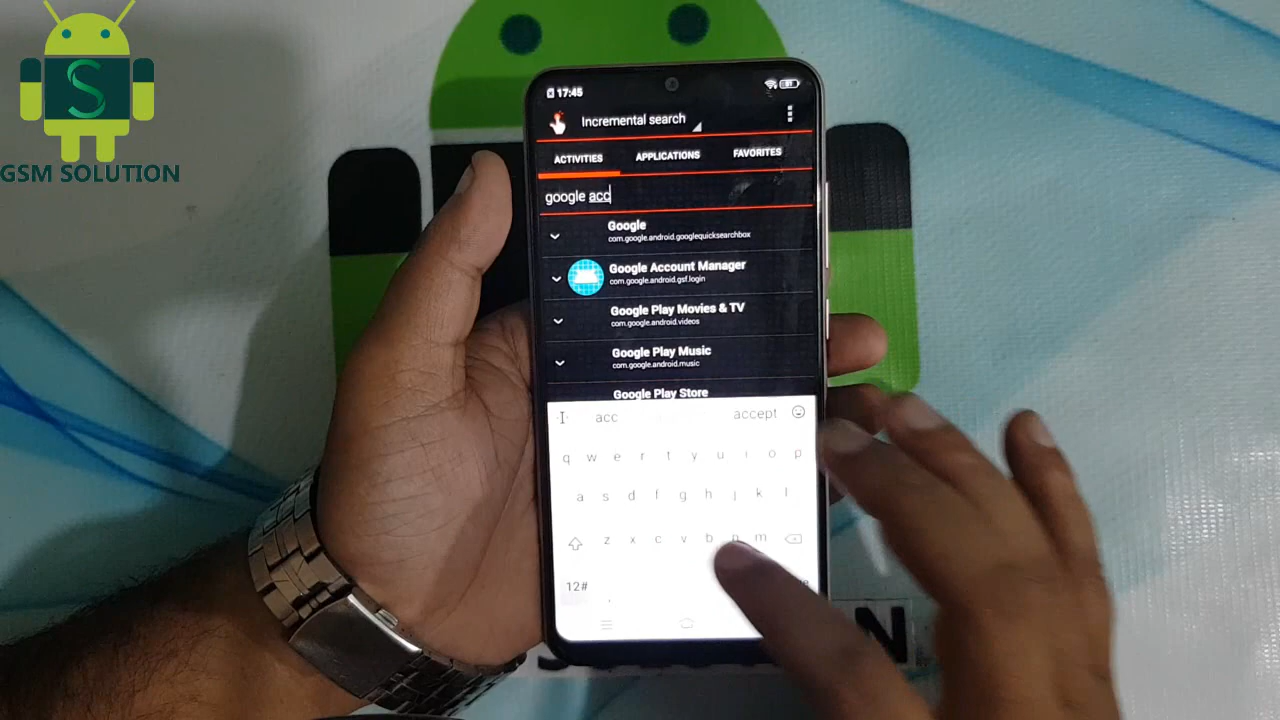 S
GSM SOLUTION
17:45
81
Incremental search
ACTIVITIES APPLICATIONS FAVORITES
google acc
Google
com.google.android.googlequicksearchbox
Google Account Manager
com.google.android.gsf.login
Google Play Movies & TV
com.google.android.videos
Google Play Music
com.google.android.music
Google Play Store
acc accept
q w e r t y u i o p
a s d f g h j k l
z x c v b n m
12#
N